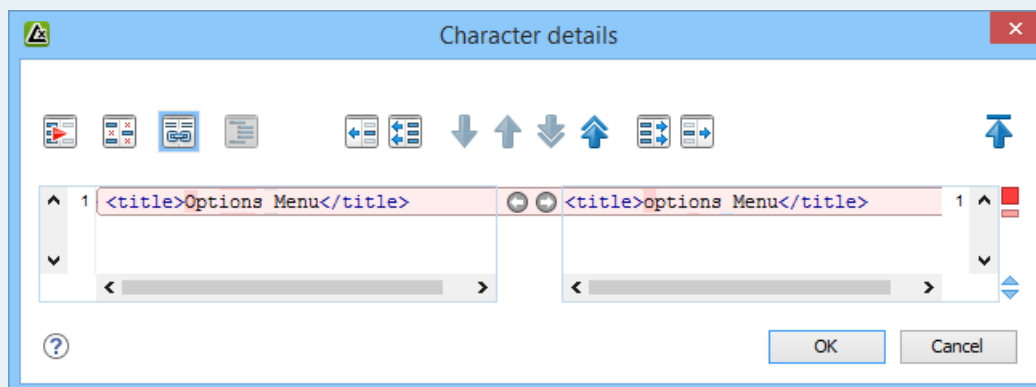 Character details
1 <title>Options Menu</title> <title>options Menu</title> 1
OK Cancel